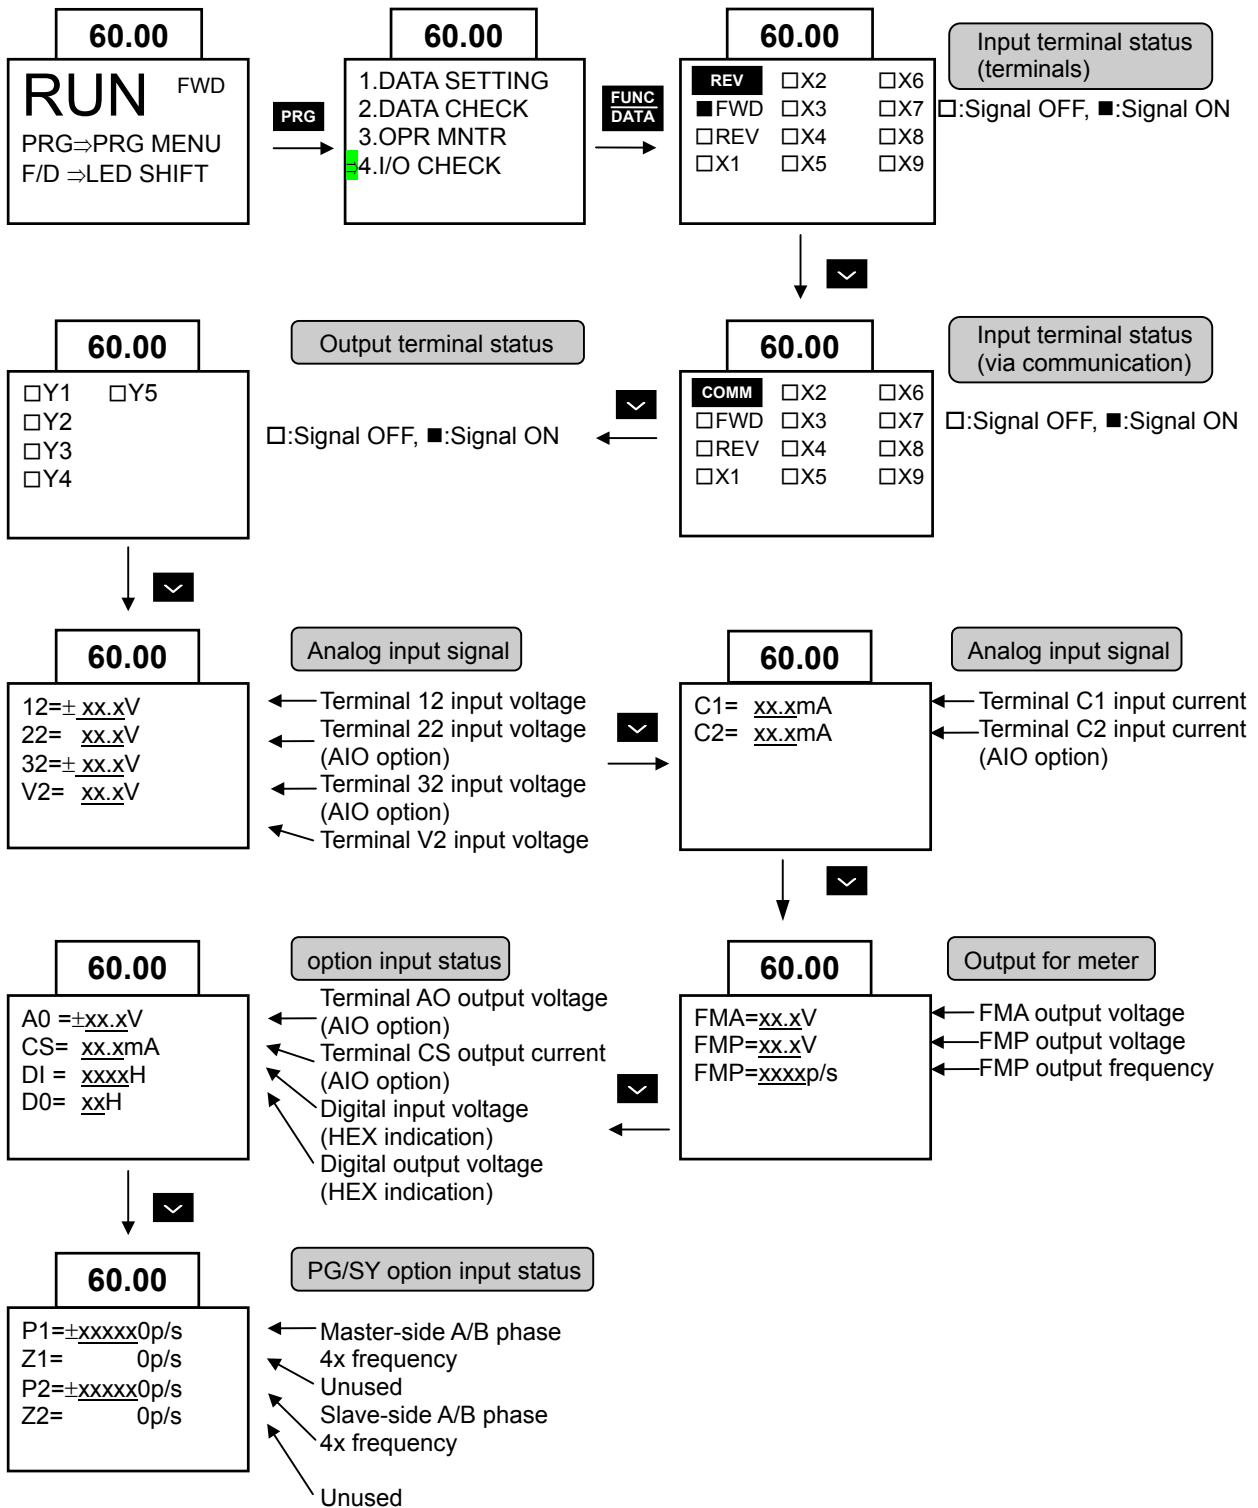 60.00
RUN FWD
PRG⇒PRG MENU
F/D ⇒LED SHIFT
PRG
60.00
1.DATA SETTING
2.DATA CHECK
3.OPR MNTR
⇒4.I/O CHECK
FUNC
DATA
60.00
REV □X2 □X6
■FWD □X3 □X7
□REV □X4 □X8
□X1 □X5 □X9
Input terminal status
(terminals)
□:Signal OFF, ■:Signal ON
60.00
COMM □X2 □X6
□FWD □X3 □X7
□REV □X4 □X8
□X1 □X5 □X9
Input terminal status
(via communication)
□:Signal OFF, ■:Signal ON
60.00
□Y1 □Y5
□Y2
□Y3
□Y4
Output terminal status
□:Signal OFF, ■:Signal ON
60.00
12=± xx.xV
22= xx.xV
32=± xx.xV
V2= xx.xV
Analog input signal
Terminal 12 input voltage
Terminal 22 input voltage
(AIO option)
Terminal 32 input voltage
(AIO option)
Terminal V2 input voltage
60.00
C1= xx.xmA
C2= xx.xmA
Analog input signal
Terminal C1 input current
Terminal C2 input current
(AIO option)
60.00
FMA=xx.xV
FMP=xx.xV
FMP=xxxxp/s
Output for meter
FMA output voltage
FMP output voltage
FMP output frequency
60.00
A0 =±xx.xV
CS= xx.xmA
DI = xxxxH
D0= xxH
option input status
Terminal AO output voltage
(AIO option)
Terminal CS output current
(AIO option)
Digital input voltage
(HEX indication)
Digital output voltage
(HEX indication)
60.00
P1=±xxxxx0p/s
Z1= 0p/s
P2=±xxxxx0p/s
Z2= 0p/s
PG/SY option input status
Master-side A/B phase
4x frequency
Unused
Slave-side A/B phase
4x frequency
Unused